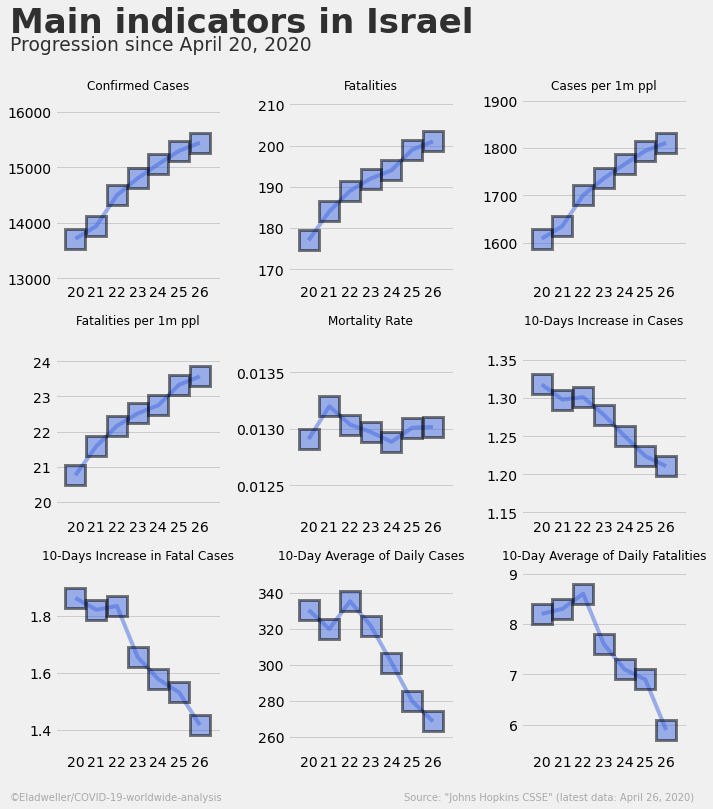 Main indicators in Israel
Progression since April 20, 2020
Confirmed Cases
16000
15000
14000
13000
20 21 22 23 24 25 26
Fatalities
210
200
190
180
170
20 21 22 23 24 25 26
Cases per 1m ppl
1900
1800
1700
1600
20 21 22 23 24 25 26
Fatalities per 1m ppl
24
23
22
21
20
20 21 22 23 24 25 26
Mortality Rate
0.0135
0.0130
0.0125
20 21 22 23 24 25 26
10-Days Increase in Cases
1.35
1.30
1.25
1.20
1.15
20 21 22 23 24 25 26
10-Days Increase in Fatal Cases
1.8
1.6
1.4
20 21 22 23 24 25 26
10-Day Average of Daily Cases
340
320
300
280
260
20 21 22 23 24 25 26
10-Day Average of Daily Fatalities
9
8
7
6
20 21 22 23 24 25 26
©Eladweller/COVID-19-worldwide-analysis
Source: "Johns Hopkins CSSE" (latest data: April 26, 2020)